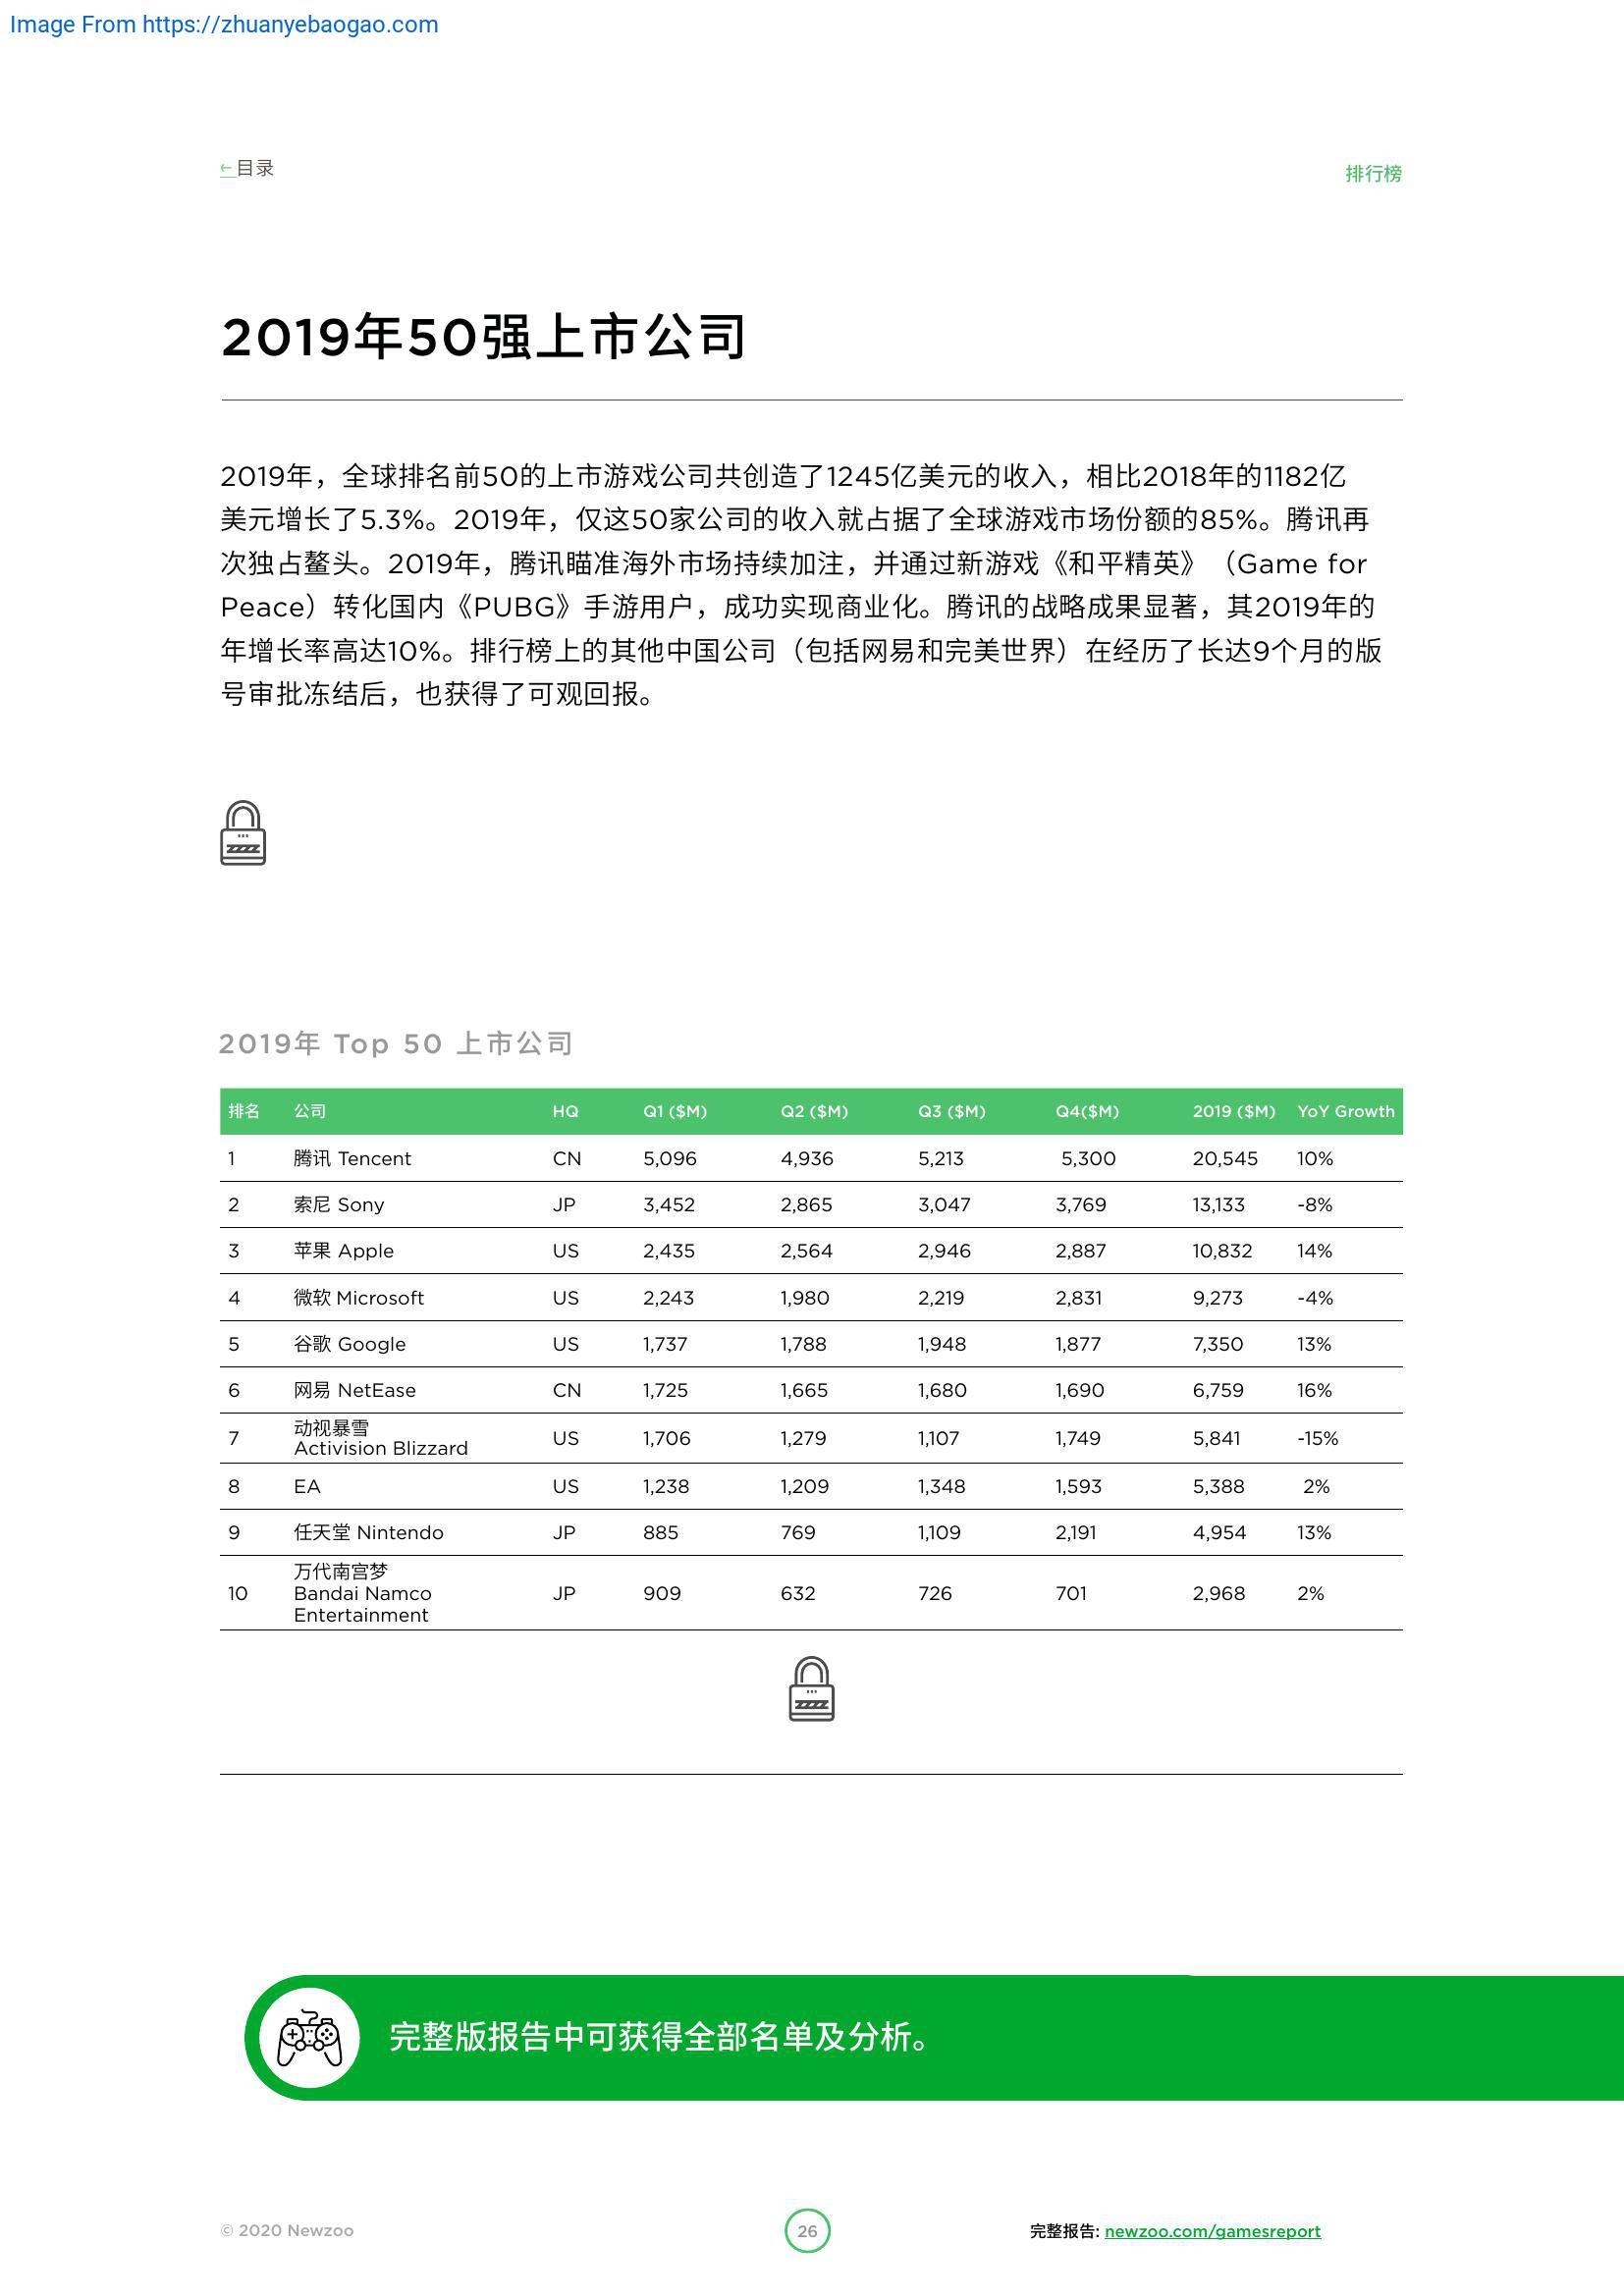 Image From https://zhuanyebaogao.com
←目录
排行榜
2019年50强上市公司
2019年，全球排名前50的上市游戏公司共创造了1245亿美元的收入，相比2018年的1182亿
美元增长了5.3%。2019年，仅这50家公司的收入就占据了全球游戏市场份额的85%。腾讯再
次独占鳌头。2019年，腾讯瞄准海外市场持续加注，并通过新游戏《和平精英》（Game for
Peace）转化国内《PUBG》手游用户，成功实现商业化。腾讯的战略成果显著，其2019年的
年增长率高达10%。排行榜上的其他中国公司（包括网易和完美世界）在经历了长达9个月的版
号审批冻结后，也获得了可观回报。
2019年 Top 50 上市公司
排名 公司 HQ Q1 ($M) Q2 ($M) Q3 ($M) Q4($M) 2019 ($M) YoY Growth
1 腾讯 Tencent CN 5,096 4,936 5,213 5,300 20,545 10%
2 索尼 Sony JP 3,452 2,865 3,047 3,769 13,133 -8%
3 苹果 Apple US 2,435 2,564 2,946 2,887 10,832 14%
4 微软 Microsoft US 2,243 1,980 2,219 2,831 9,273 -4%
5 谷歌 Google US 1,737 1,788 1,948 1,877 7,350 13%
6 网易 NetEase CN 1,725 1,665 1,680 1,690 6,759 16%
动视暴雪
7 Activision Blizzard US 1,706 1,279 1,107 1,749 5,841 -15%
8 EA US 1,238 1,209 1,348 1,593 5,388 2%
9 任天堂 Nintendo JP 885 769 1,109 2,191 4,954 13%
万代南宫梦
10 Bandai Namco JP 909 632 726 701 2,968 2%
Entertainment
完整版报告中可获得全部名单及分析。
© 2020 Newzoo
26
完整报告: newzoo.com/gamesreport